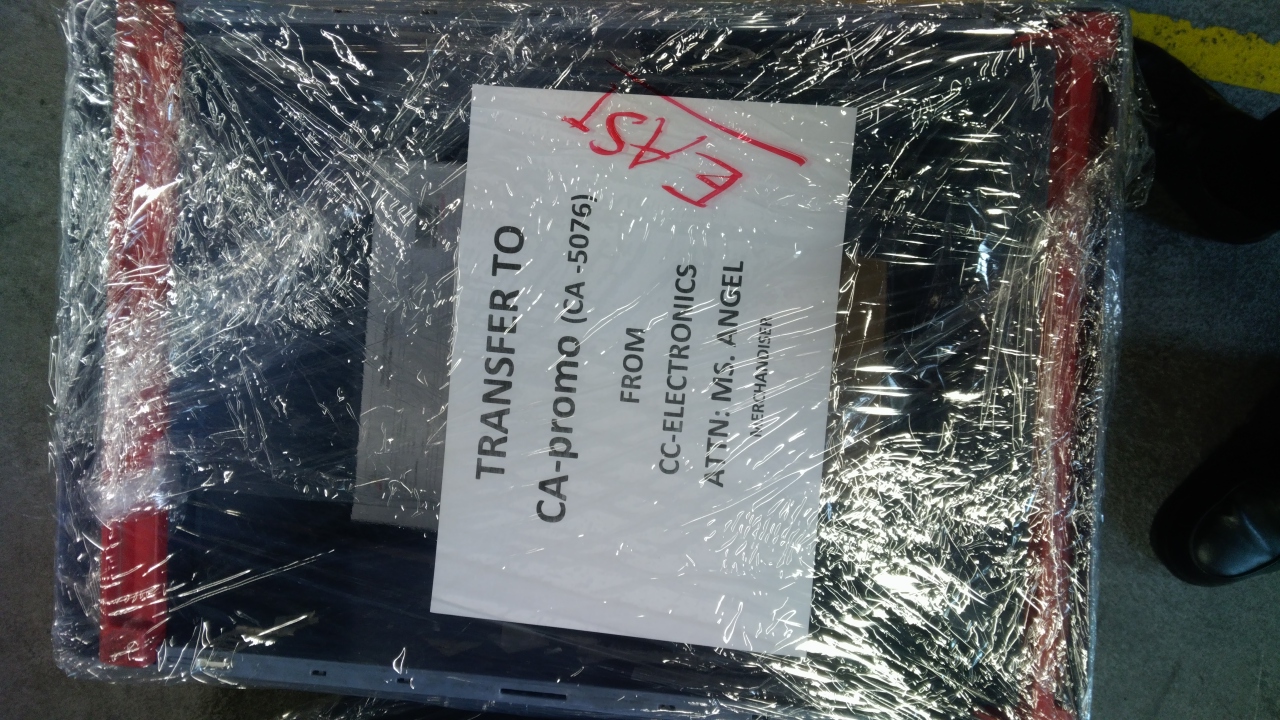 TRANSFER TO
CA-promo (CA -5076)
FROM
CC-ELECTRONICS
ATTN: MS. ANGEL
MERCHANDISER
EAST